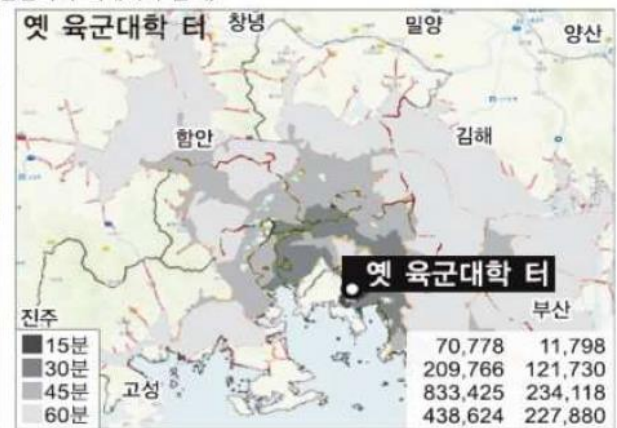 옛 육군대학 터
창녕
밀양
양산
함안
김해
옛 육군대학 터
부산
진주
15분 70,778 11,798
30분 209,766 121,730
45분 833,425 234,118
고성
60분 438,624 227,880